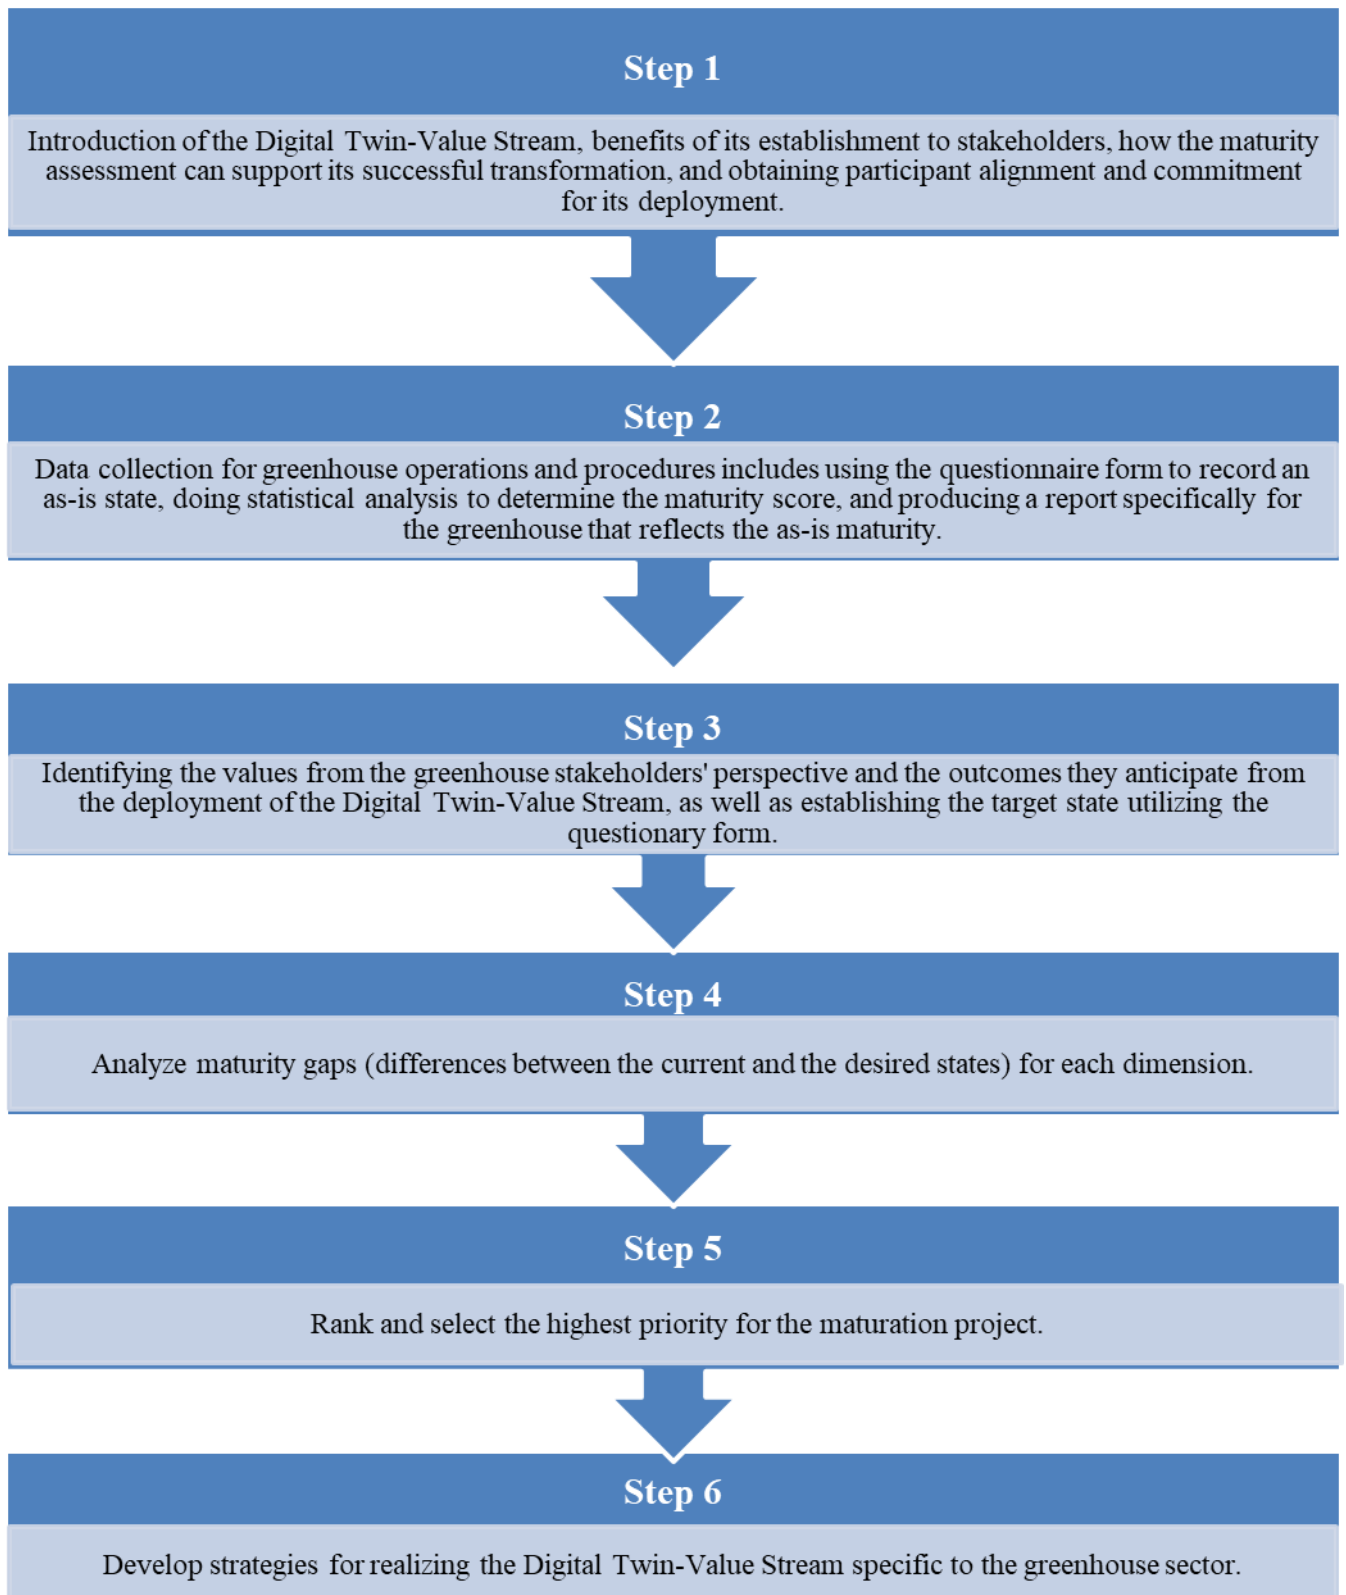 Step 1
Introduction of the Digital Twin-Value Stream, benefits of its establishment to stakeholders, how the maturity
assessment can support its successful transformation, and obtaining participant alignment and commitment
for its deployment.
Step 2
Data collection for greenhouse operations and procedures includes using the questionnaire form to record an
as-is state, doing statistical analysis to determine the maturity score, and producing a report specifically for
the greenhouse that reflects the as-is maturity.
Step 3
Identifying the values from the greenhouse stakeholders' perspective and the outcomes they anticipate from
the deployment of the Digital Twin-Value Stream, as well as establishing the target state utilizing the
questionary form.
Step 4
Analyze maturity gaps (differences between the current and the desired states) for each dimension.
Step 5
Rank and select the highest priority for the maturation project.
Step 6
Develop strategies for realizing the Digital Twin-Value Stream specific to the greenhouse sector.